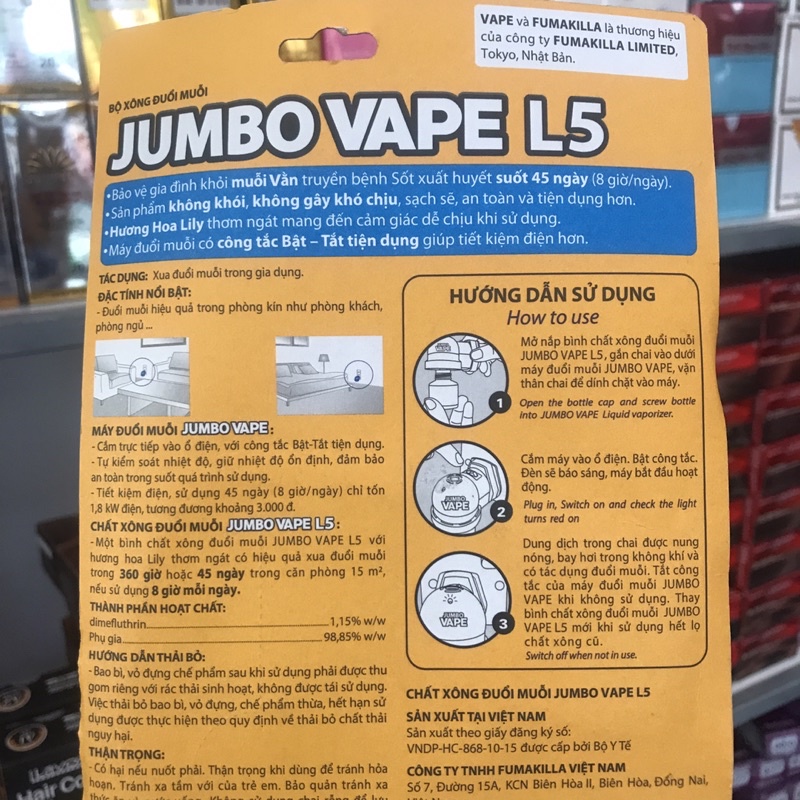 VAPE và FUMAKILLA là thương hiệu
của công ty FUMAKILLA LIMITED,
Tokyo, Nhật Bản.
BỘ XÔNG ĐUỔI MUỖI
JUMBO VAPE L5
•Bảo vệ gia đình khỏi muỗi Vằn truyền bệnh Sốt xuất huyết suốt 45 ngày (8 giờ/ngày).
•Sản phẩm không khói, không gây khó chịu, sạch sẽ, an toàn và tiện dụng hơn.
•Hương Hoa Lily thơm ngát mang đến cảm giác dễ chịu khi sử dụng.
•Máy đuổi muỗi có công tắc Bật – Tắt tiện dụng giúp tiết kiệm điện hơn.
TÁC DỤNG: Xua đuổi muỗi trong gia dụng.
ĐẶC TÍNH NỔI BẬT:
- Đuổi muỗi hiệu quả trong phòng kín như phòng khách,
phòng ngủ ...
MÁY ĐUỔI MUỖI JUMBO VAPE:
- Cắm trực tiếp vào ổ điện, với công tắc Bật-Tắt tiện dụng.
- Tự kiểm soát nhiệt độ, giữ nhiệt độ ổn định, đảm bảo
an toàn trong suốt quá trình sử dụng.
- Tiết kiệm điện, sử dụng 45 ngày (8 giờ/ngày) chỉ tốn
1,8 kW điện, tương đương khoảng 3.000 đ.
CHẤT XÔNG ĐUỔI MUỖI JUMBO VAPE L5:
- Một bình chất xông đuổi muỗi JUMBO VAPE L5 với
hương hoa Lily thơm ngát có hiệu quả xua đuổi muỗi
trong 360 giờ hoặc 45 ngày trong căn phòng 15 m²,
nếu sử dụng 8 giờ mỗi ngày.
THÀNH PHẦN HOẠT CHẤT:
dimefluthrin 1,15% w/w
Phụ gia 98,85% w/w
HƯỚNG DẪN THẢI BỎ:
- Bao bì, vỏ đựng chế phẩm sau khi sử dụng phải được thu
gom riêng với rác thải sinh hoạt, không được tái sử dụng.
Việc thải bỏ bao bì, vỏ đựng, chế phẩm thừa, hết hạn sử
dụng được thực hiện theo quy định về thải bỏ chất thải
nguy hại.
THẬN TRỌNG:
- Có hại nếu nuốt phải. Thận trọng khi dùng để tránh hỏa
hoạn. Tránh xa tầm với của trẻ em. Bảo quản tránh xa
HƯỚNG DẪN SỬ DỤNG
How to use
1
Mở nắp bình chất xông đuổi muỗi
JUMBO VAPE L5, gắn chai vào dưới
máy đuổi muỗi JUMBO VAPE, vặn
thân chai để dính chặt vào máy.
Open the bottle cap and screw bottle
into JUMBO VAPE Liquid vaporizer.
JUMBO
VAPE
2
Cắm máy vào ổ điện. Bật công tắc.
Đèn sẽ báo sáng, máy bắt đầu hoạt
động.
Plug in, Switch on and check the light
turns red on
JUMBO
VAPE
3
Dung dịch trong chai được nung
nóng, bay hơi trong không khí và
có tác dụng đuổi muỗi. Tắt công
tắc của máy đuổi muỗi JUMBO
VAPE khi không sử dụng. Thay
bình chất xông đuổi muỗi JUMBO
VAPE L5 mới khi sử dụng hết lọ
chất xông cũ.
Switch off when not in use.
CHẤT XÔNG ĐUỔI MUỖI JUMBO VAPE L5
SẢN XUẤT TẠI VIỆT NAM
Sản xuất theo giấy đăng ký số:
VNDP-HC-868-10-15 được cấp bởi Bộ Y Tế
CÔNG TY TNHH FUMAKILLA VIỆT NAM
Số 7, Đường 15A, KCN Biên Hòa II, Biên Hòa, Đồng Nai,